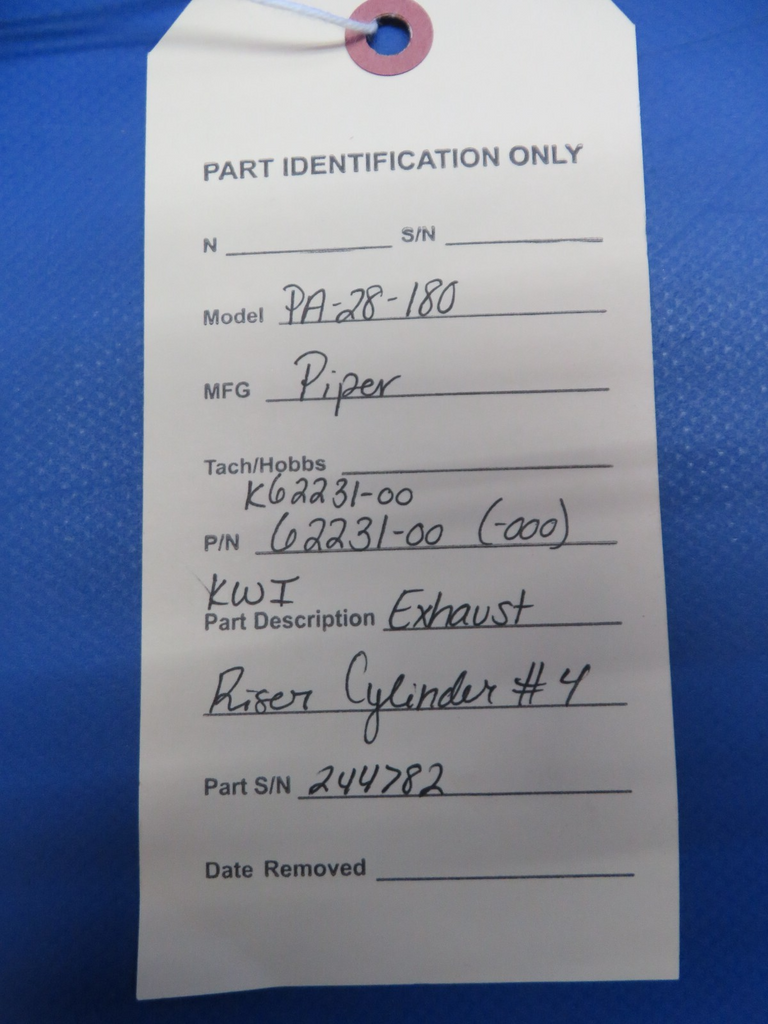 PART IDENTIFICATION ONLY
N S/N
Model PA-28-180
MFG Piper
Tach/Hobbs
K62231-00
P/N 62231-00 (-000)
KWI
Part Description Exhaust
Riser Cylinder #4
Part S/N 244782
Date Removed